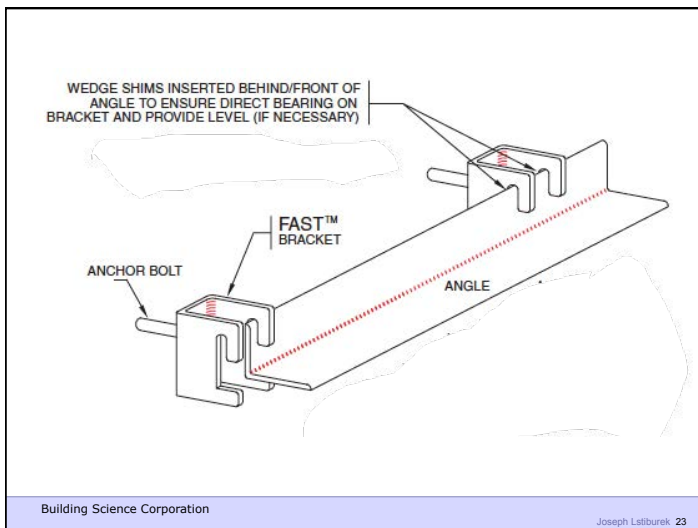 WEDGE SHIMS INSERTED BEHIND/FRONT OF
ANGLE TO ENSURE DIRECT BEARING ON
BRACKET AND PROVIDE LEVEL (IF NECESSARY)
FAST™
BRACKET
ANCHOR BOLT
ANGLE
Building Science Corporation
Joseph Lstiburek 23